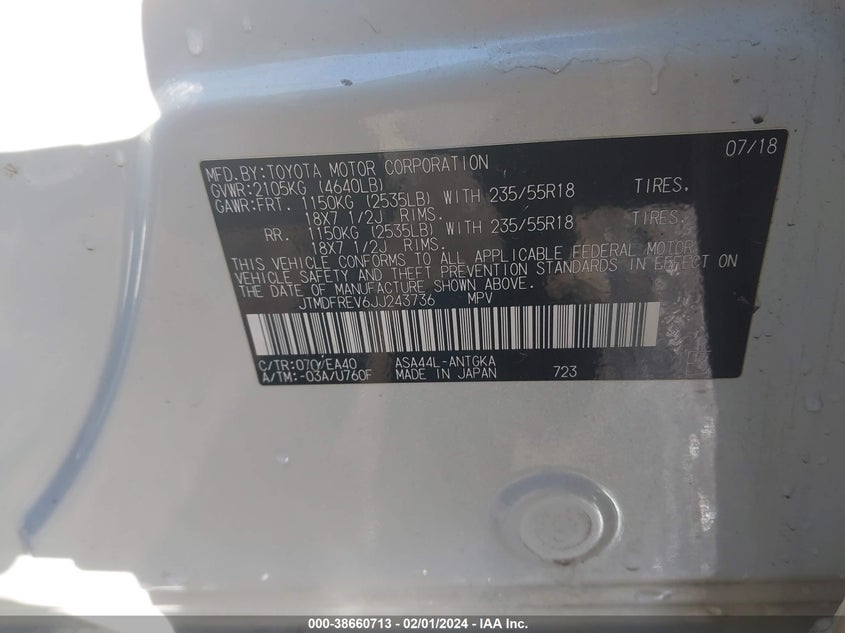 MFD.BY:TOYOTA MOTOR CORPORATION 07/18
GVWR:2105KG (4640LB)
GAWR:FRT. 1150KG (2535LB) WITH 235/55R18 TIRES,
18X7 1/2J RIMS.
RR. 1150KG (2535LB) WITH 235/55R18 TIRES,
18X7 1/2J RIMS.
THIS VEHICLE CONFORMS TO ALL APPLICABLE FEDERAL MOTOR
VEHICLE SAFETY AND THEFT PREVENTION STANDARDS IN EFFECT ON
THE DATE OF MANUFACTURE SHOWN ABOVE.
JTMDFREV6JJ243736 MPV
C/TR:070/EA40 ASA44L-ANTGKA
A/TM:-03A/U760F MADE IN JAPAN 723
000-38660713 - 02/01/2024 - IAA Inc.